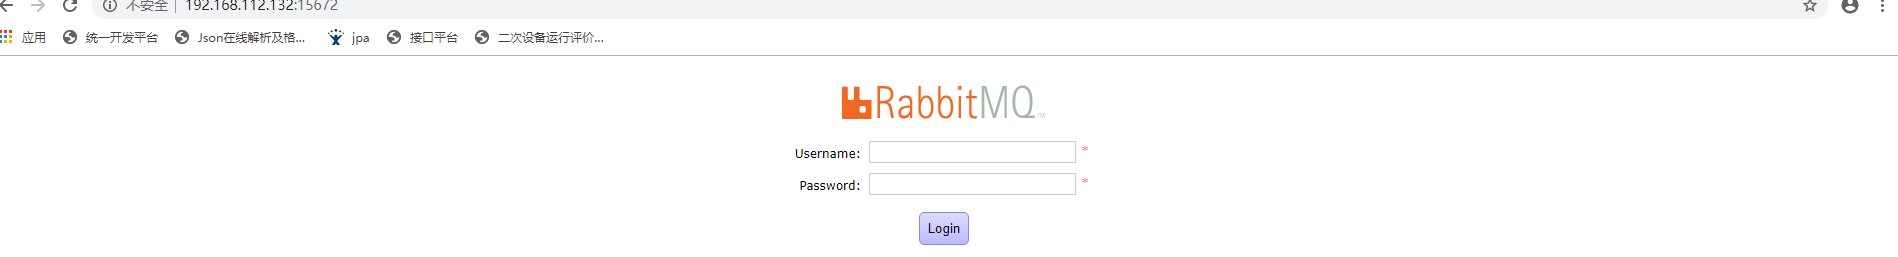 不安全 | 192.168.112.132:15672
应用 统一开发平台 Json在线解析及格... jpa 接口平台 二次设备运行评价...
RabbitMQ™
Username: *
Password: *
Login